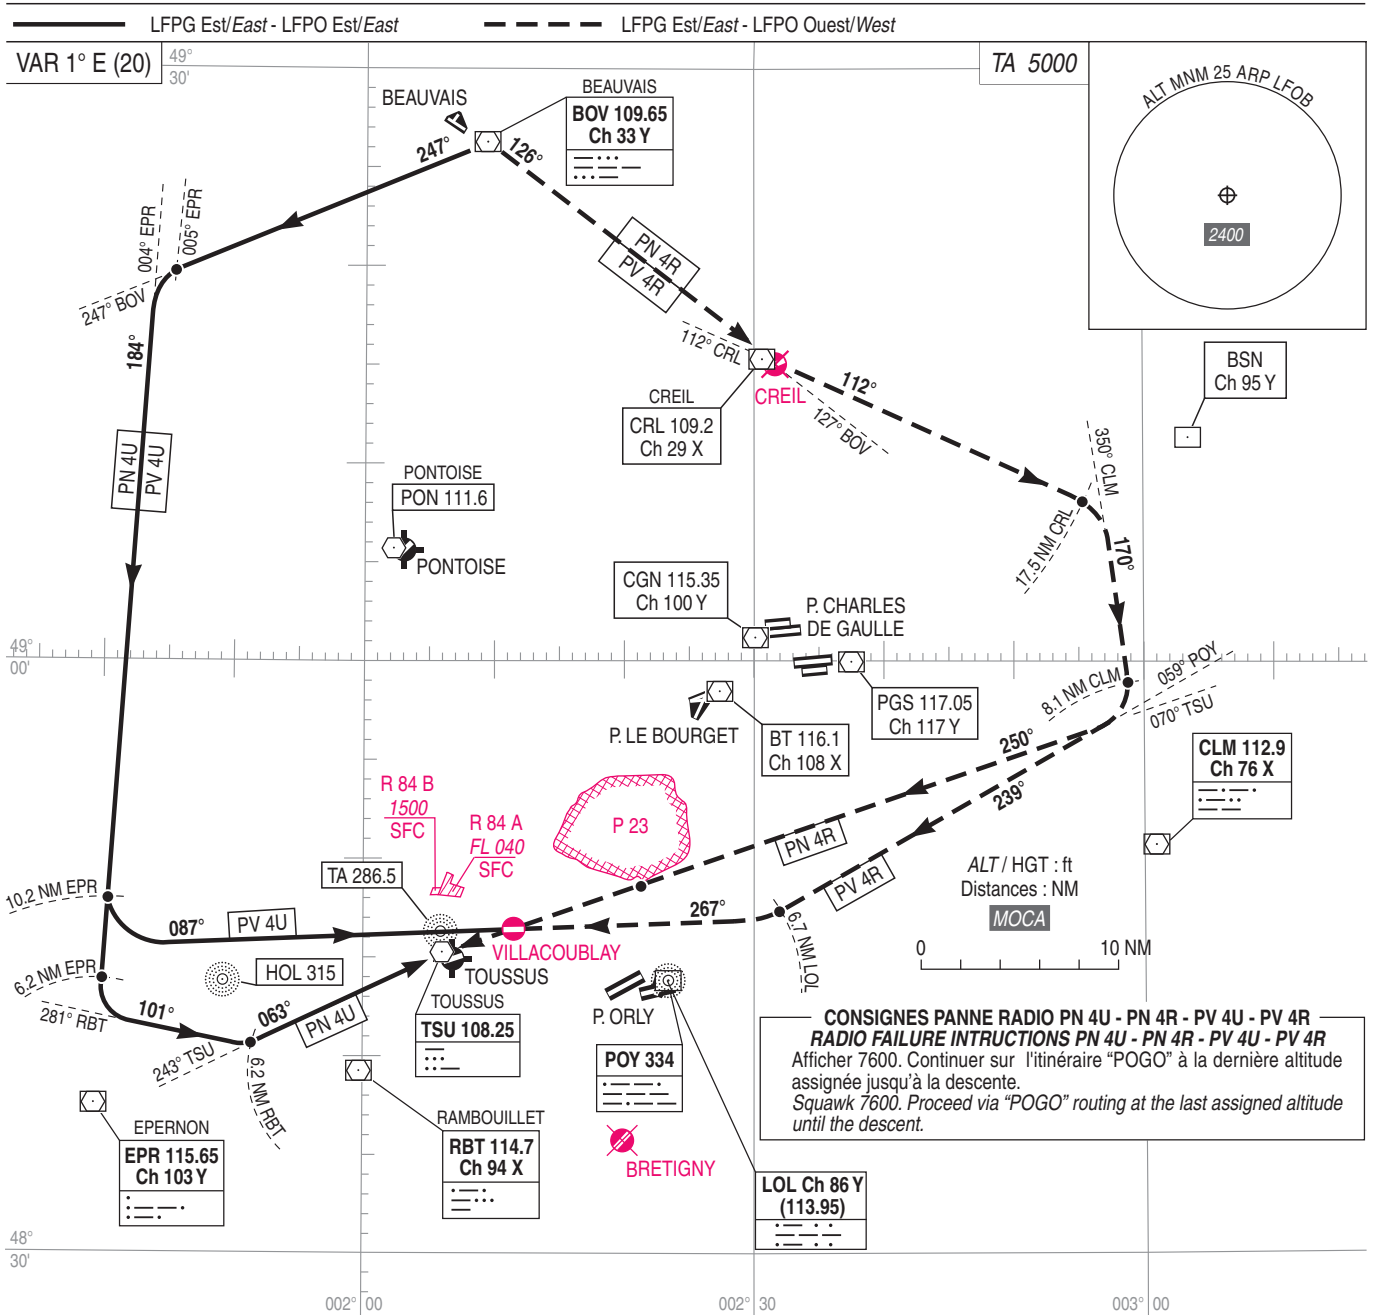 LFPG Est/East - LFPO Est/East
LFPG Est/East - LFPO Ouest/West
VAR 1° E (20)
49°
30'
TA 5000
ALT MNM 25 ARP LFOB
2400
BEAUVAIS
BEAUVAIS
BOV 109.65
Ch 33 Y
247°
126°
004° EPR
005° EPR
247° BOV
184°
PN 4R
PV 4R
112° CRL
CREIL
112°
127° BOV
CREIL
CRL 109.2
Ch 29 X
BSN
Ch 95 Y
350° CLM
17.5 NM CRL
170°
PN 4U
PV 4U
PONTOISE
PON 111.6
PONTOISE
CGN 115.35
Ch 100 Y
P. CHARLES
DE GAULLE
49°
00'
PGS 117.05
Ch 117 Y
P. LE BOURGET
BT 116.1
Ch 108 X
8.1 NM CLM
059° POY
070° TSU
250°
239°
CLM 112.9
Ch 76 X
R 84 B
1500
SFC
R 84 A
FL 040
SFC
P 23
PN 4R
PV 4R
TA 286.5
ALT / HGT : ft
Distances : NM
MOCA
0 10 NM
10.2 NM EPR
087°
PV 4U
267°
6.7 NM LOL
VILLACOUBLAY
TOUSSUS
HOL 315
6.2 NM EPR
281° RBT
101°
063°
PN 4U
243° TSU
6.2 NM RBT
TOUSSUS
TSU 108.25
P. ORLY
POY 334
CONSIGNES PANNE RADIO PN 4U - PN 4R - PV 4U - PV 4R
RADIO FAILURE INTRUCTIONS PN 4U - PN 4R - PV 4U - PV 4R
Afficher 7600. Continuer sur l'itinéraire “POGO” à la dernière altitude
assignée jusqu'à la descente.
Squawk 7600. Proceed via “POGO” routing at the last assigned altitude
until the descent.
EPERNON
EPR 115.65
Ch 103 Y
RAMBOUILLET
RBT 114.7
Ch 94 X
BRETIGNY
LOL Ch 86 Y
(113.95)
48°
30'
002° 00
002° 30
003° 00